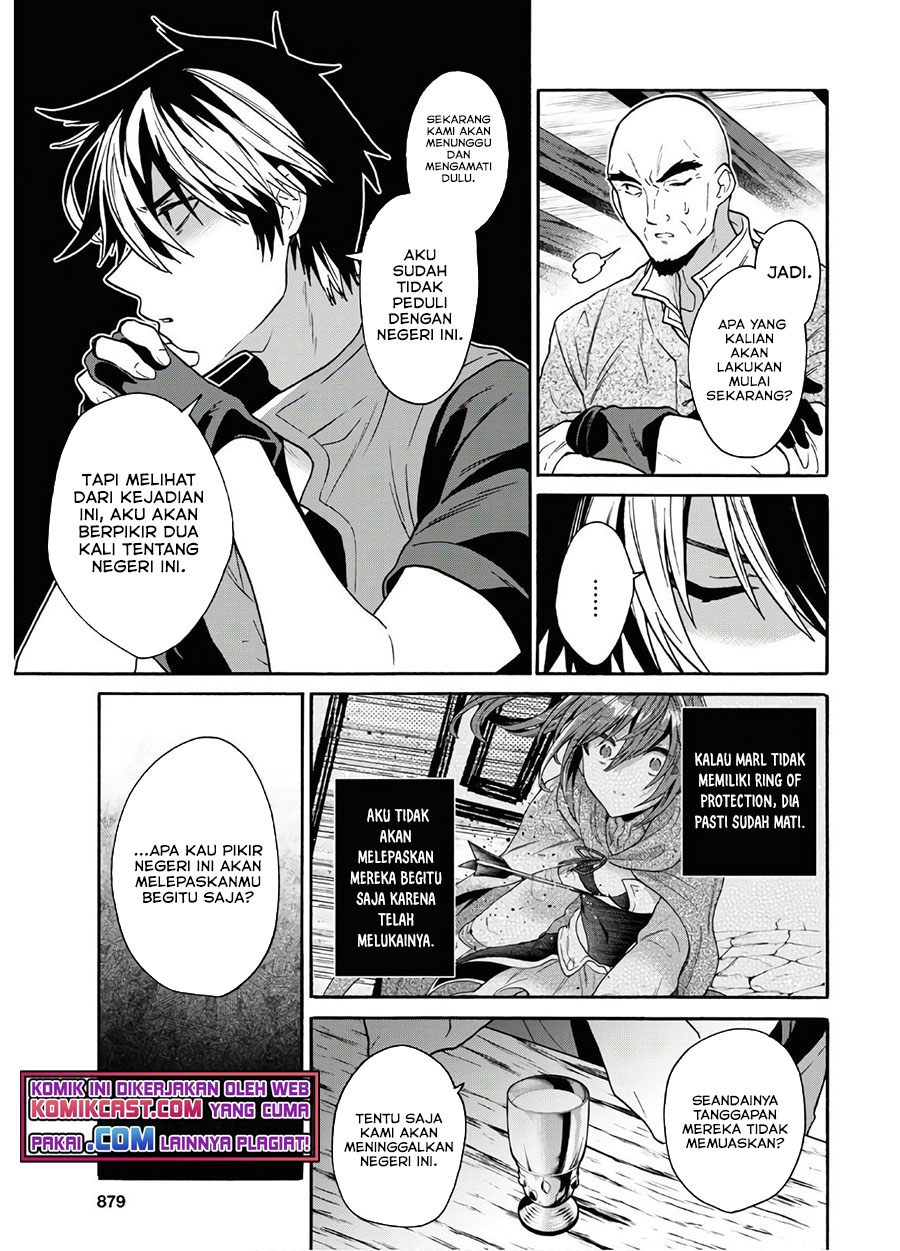 JADI.
APA YANG
KALIAN
AKAN
LAKUKAN
MULAI
SEKARANG?
SEKARANG
KAMI AKAN
MENUNGGU
DAN
MENGAMATI
DULU.
AKU
SUDAH
TIDAK
PEDULI
DENGAN
NEGERI INI.
TAPI MELIHAT
DARI KEJADIAN
INI, AKU AKAN
BERPIKIR DUA
KALI TENTANG
NEGERI INI.
........
KALAU MARL TIDAK
MEMILIKI RING OF
PROTECTION, DIA
PASTI SUDAH MATI.
AKU TIDAK
AKAN
MELEPASKAN
MEREKA BEGITU
SAJA KARENA
TELAH
MELUKAINYA.
SEANDAINYA
TANGGAPAN
MEREKA TIDAK
MEMUASKAN?
TENTU SAJA
KAMI AKAN
MENINGGALKAN
NEGERI INI.
...APA KAU PIKIR
NEGERI INI AKAN
MELEPASKANMU
BEGITU SAJA?
KOMIK INI DIKERJAKAN OLEH WEB
KOMIKCAST.COM YANG CUMA
PAKAI .COM LAINNYA PLAGIAT!
879